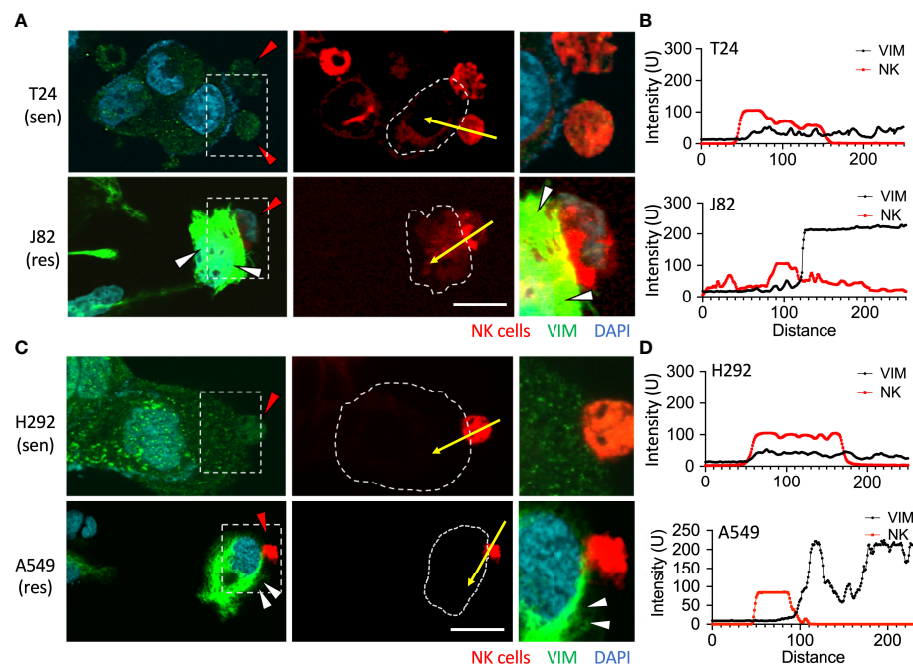 A
B
T24
(sen)
J82
(res)
NK cells VIM DAPI
T24
VIM
NK
Intensity (U)
300
200
100
0
0 100 200
J82
VIM
NK
Intensity (U)
300
200
100
0
0 100 200
Distance
C
D
H292
(sen)
A549
(res)
NK cells VIM DAPI
H292
VIM
NK
Intensity (U)
300
200
100
0
0 100 200
A549
VIM
NK
Intensity (U)
250
200
150
100
50
0
0 100 200
Distance